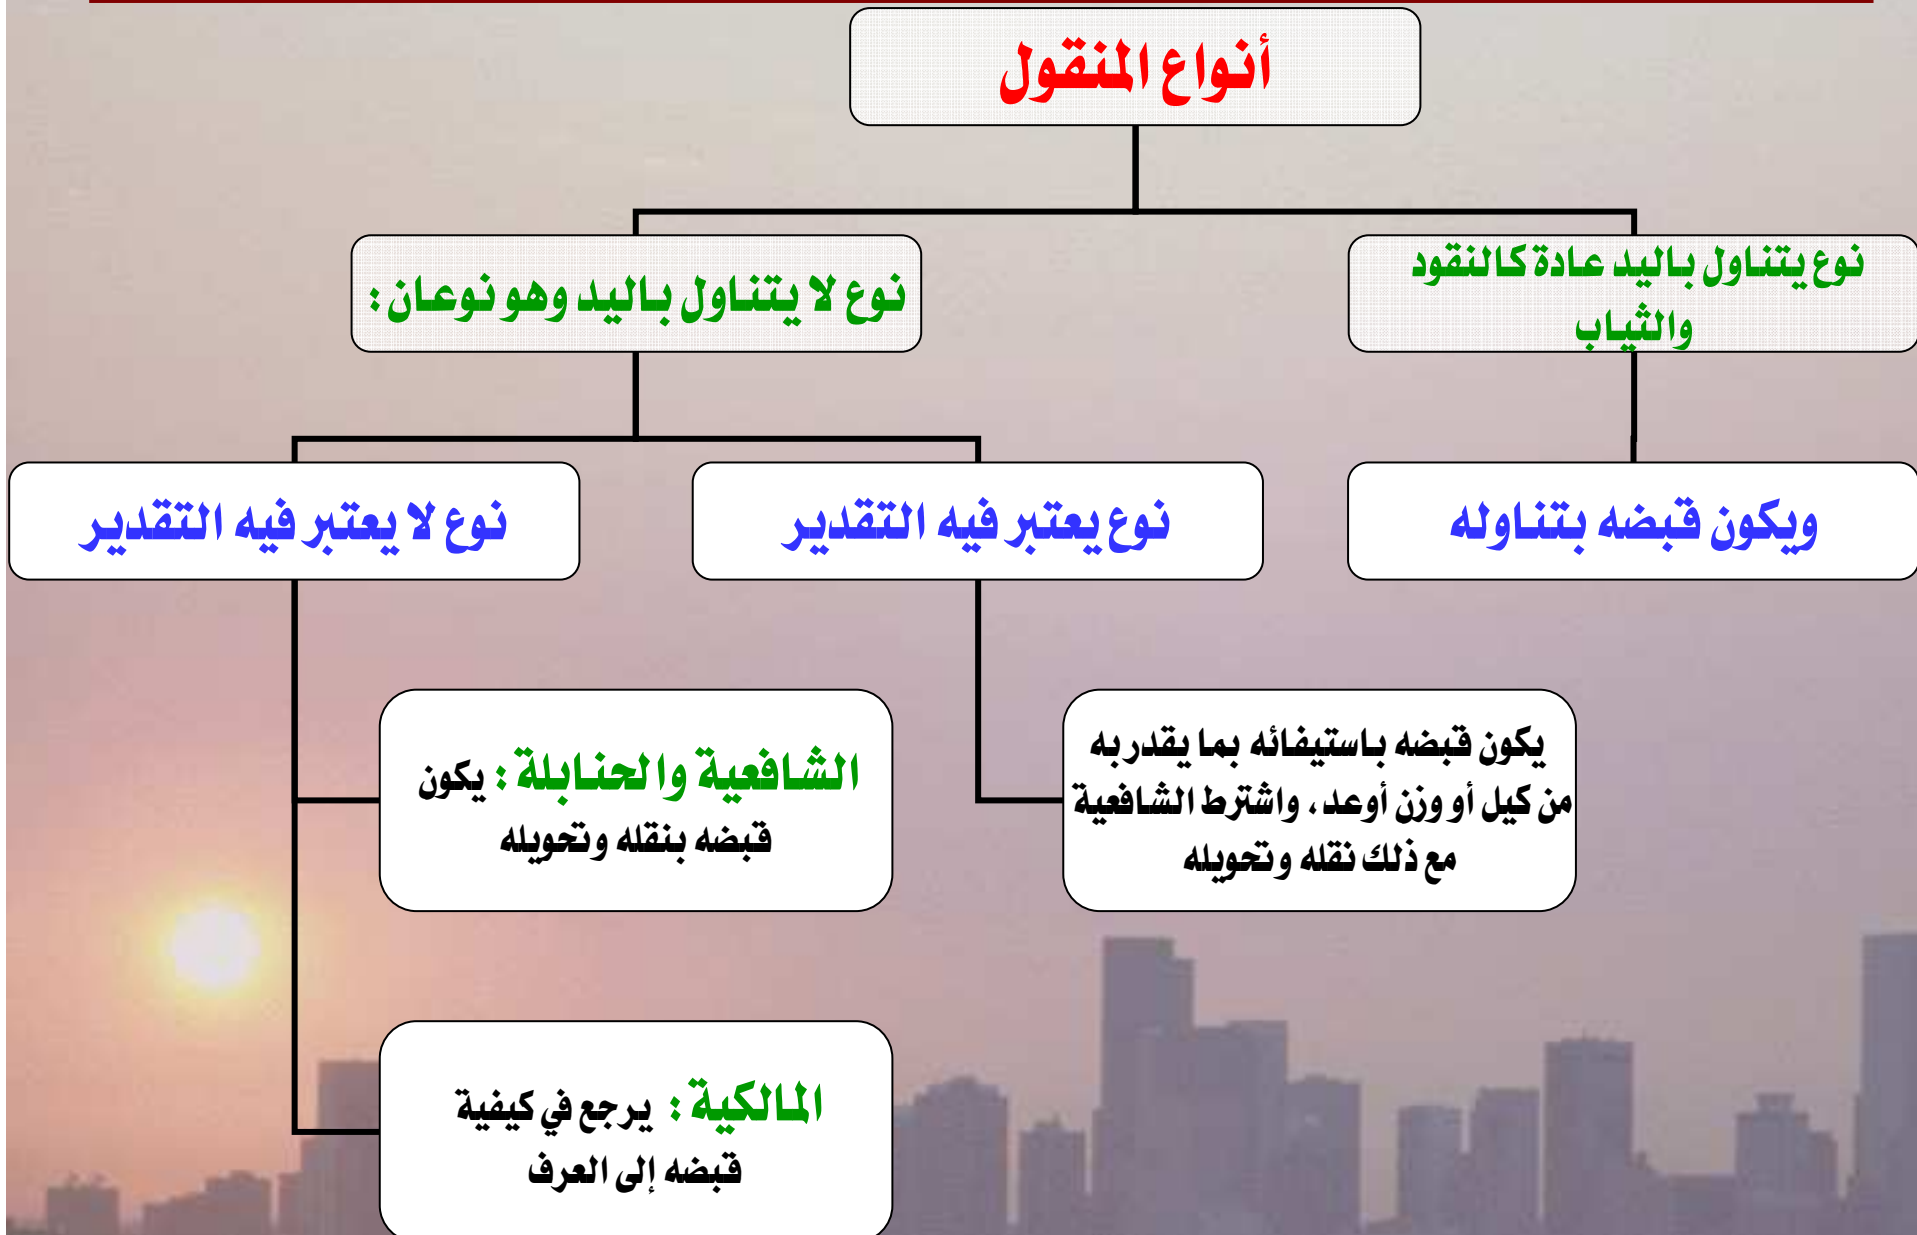 أنواع المنقول
نوع يتناول باليد عادة كالنقود
والثياب
نوع لا يتناول باليد وهو نوعان :
ويكون قبضه بتناوله
نوع يعتبر فيه التقدير
نوع لا يعتبر فيه التقدير
يكون قبضه باستيفائه بما يقدر به
من كيل أو وزن أوعد ، واشترط الشافعية
مع ذلك نقله وتحويله
الشافعية والحنابلة : يكون
قبضه بنقله وتحويله
المالكية : يرجع في كيفية
قبضه إلى العرف